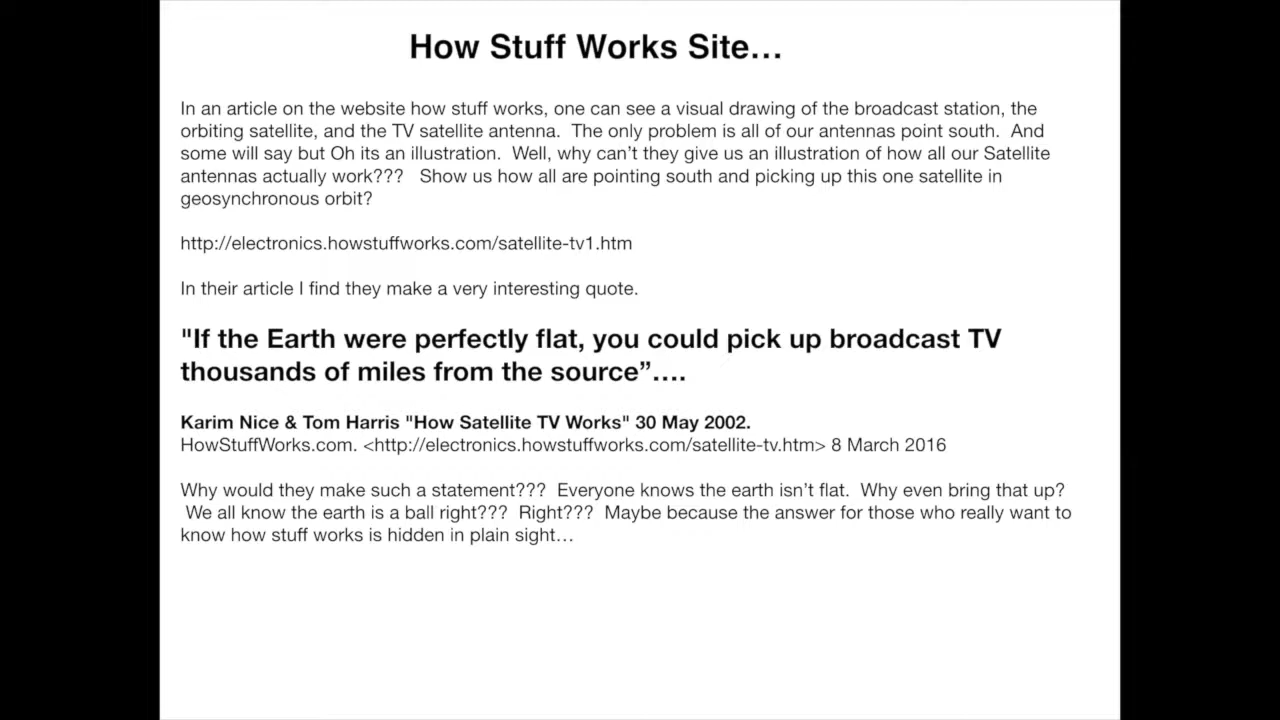 How Stuff Works Site…
In an article on the website how stuff works, one can see a visual drawing of the broadcast station, the
orbiting satellite, and the TV satellite antenna.  The only problem is all of our antennas point south.  And
some will say but Oh its an illustration.  Well, why can’t they give us an illustration of how all our Satellite
antennas actually work???   Show us how all are pointing south and picking up this one satellite in
geosynchronous orbit?
http://electronics.howstuffworks.com/satellite-tv1.htm
In their article I find they make a very interesting quote.
"If the Earth were perfectly flat, you could pick up broadcast TV
thousands of miles from the source”….
Karim Nice & Tom Harris "How Satellite TV Works" 30 May 2002.
HowStuffWorks.com. <http://electronics.howstuffworks.com/satellite-tv.htm> 8 March 2016
Why would they make such a statement???  Everyone knows the earth isn’t flat.  Why even bring that up?
We all know the earth is a ball right???  Right???  Maybe because the answer for those who really want to
know how stuff works is hidden in plain sight…